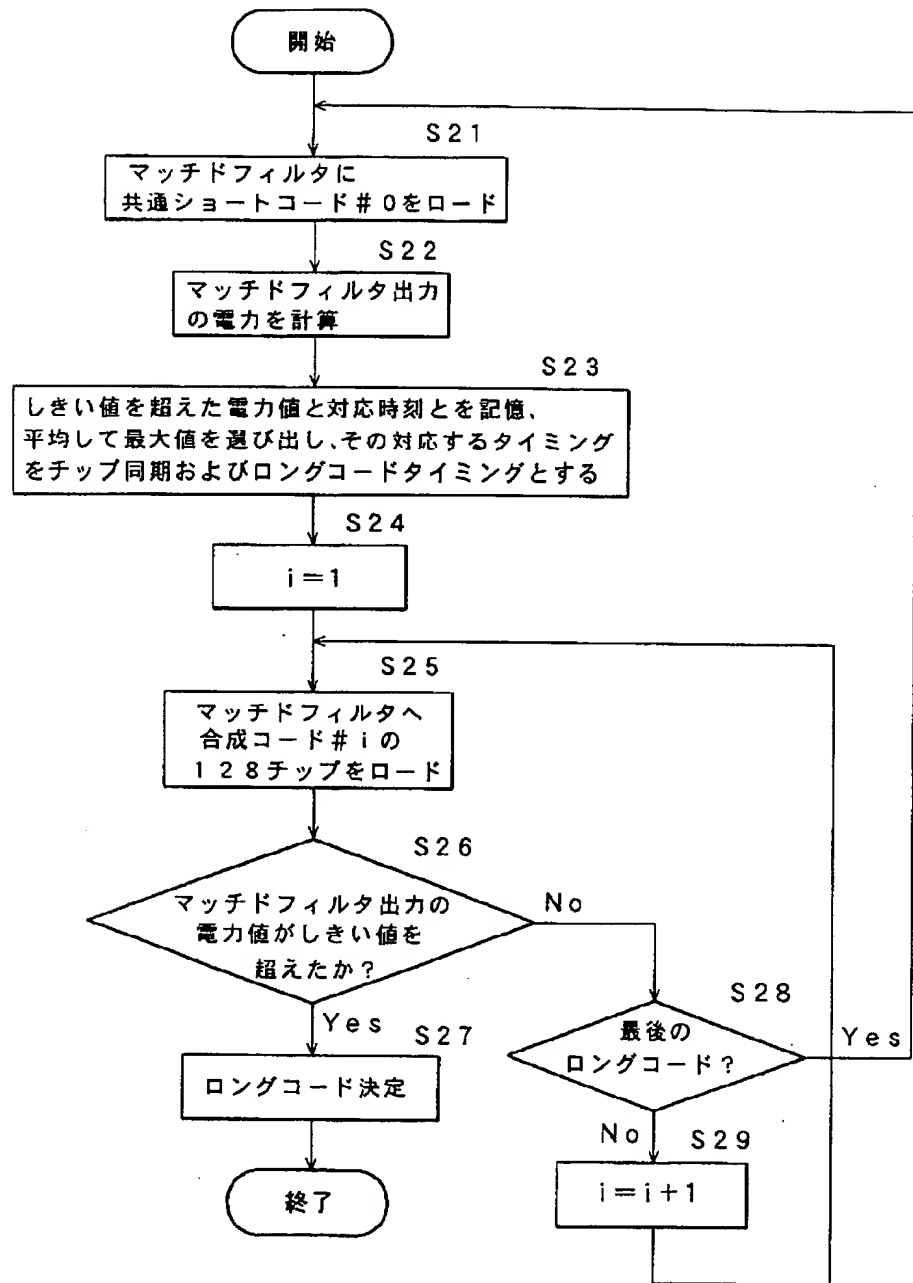 開始
S21
マッチドフィルタに
共通ショートコード#0をロード
S22
マッチドフィルタ出力
の電力を計算
S23
しきい値を超えた電力値と対応時刻とを記憶、
平均して最大値を選び出し、その対応するタイミング
をチップ同期およびロングコードタイミングとする
S24
i=1
S25
マッチドフィルタへ
合成コード#iの
128チップをロード
S26
マッチドフィルタ出力の
電力値がしきい値を
超えたか?
No
Yes
S27
ロングコード決定
終了
S28
最後の
ロングコード?
Yes
No
S29
i=i+1